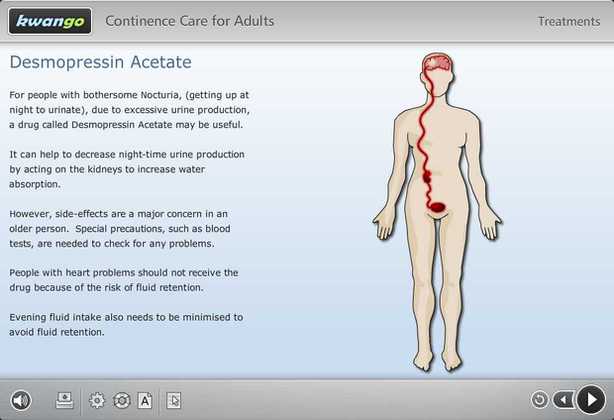 kwango Continence Care for Adults Treatments
Desmopressin Acetate
For people with bothersome Nocturia, (getting up at
night to urinate), due to excessive urine production,
a drug called Desmopressin Acetate may be useful.
It can help to decrease night-time urine production
by acting on the kidneys to increase water
absorption.
However, side-effects are a major concern in an
older person.  Special precautions, such as blood
tests, are needed to check for any problems.
People with heart problems should not receive the
drug because of the risk of fluid retention.
Evening fluid intake also needs to be minimised to
avoid fluid retention.
A